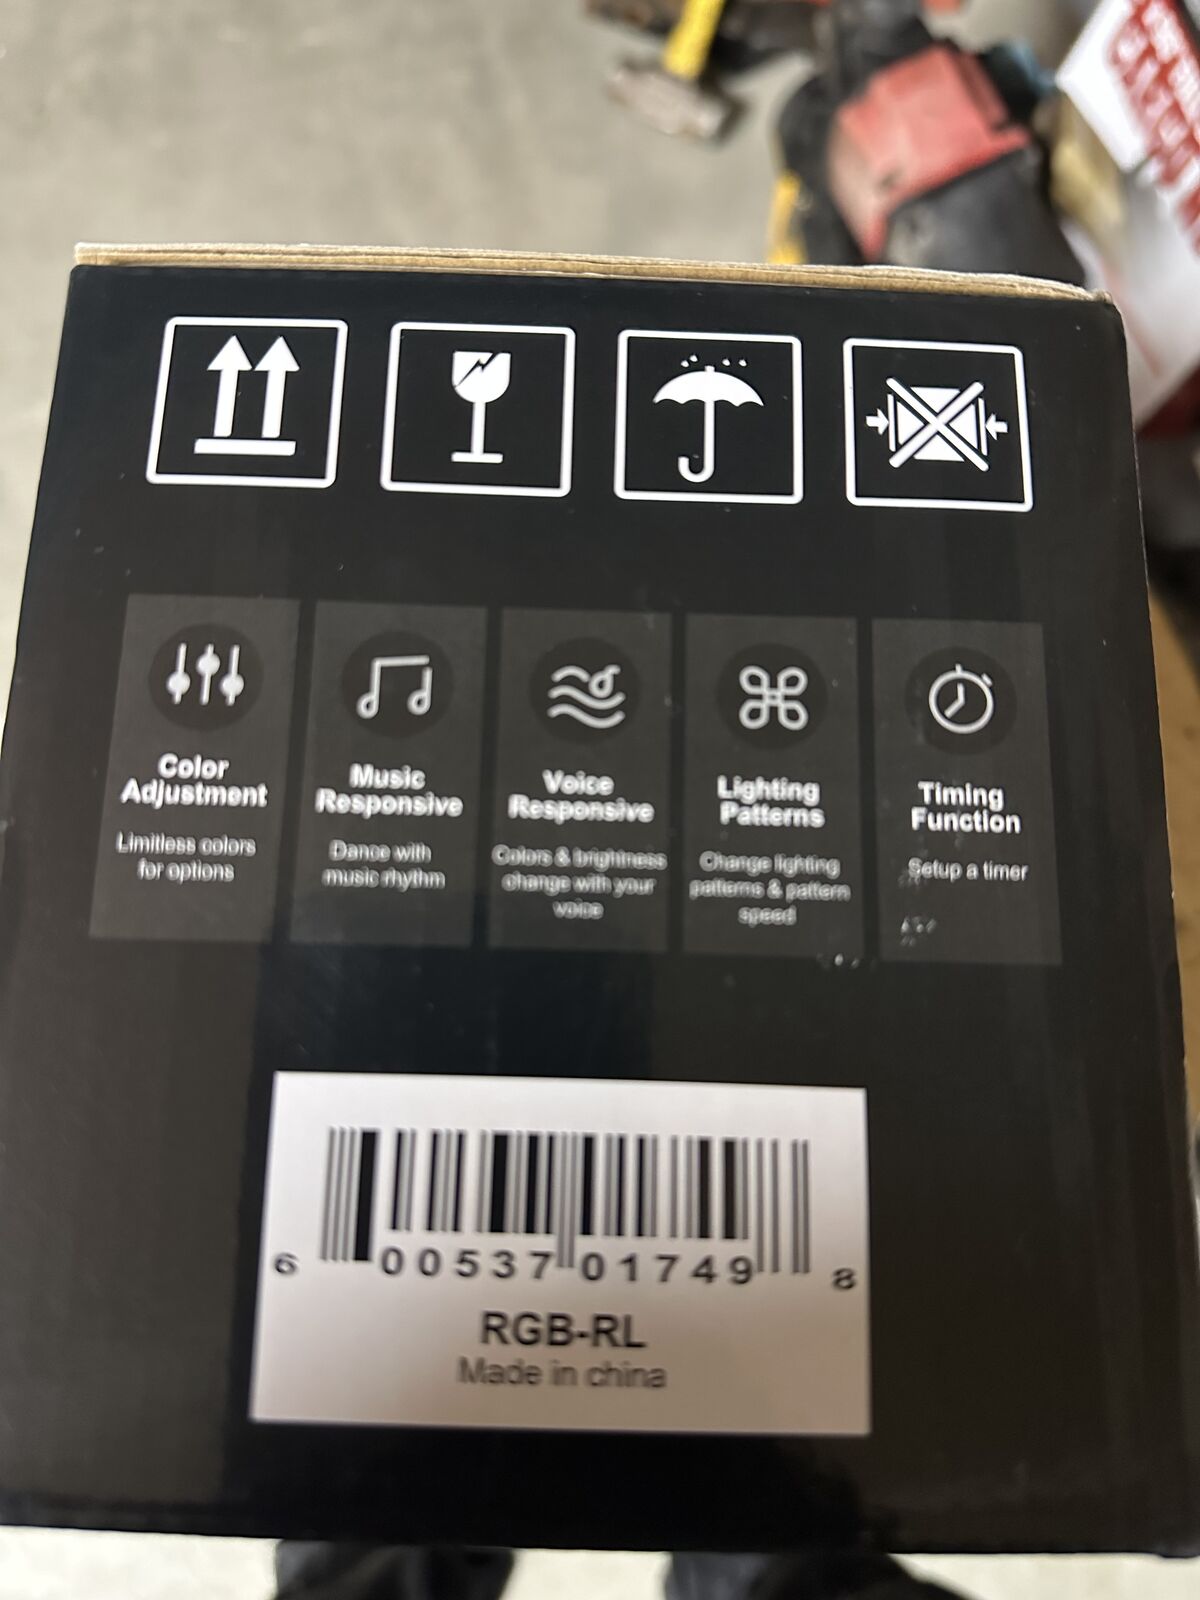 Color
Adjustment
Limitless colors
for options
Music
Responsive
Dance with
music rhythm
Voice
Responsive
Colors & brightness
change with your
voice
Lighting
Patterns
Change lighting
patterns & pattern
speed
Timing
Function
Setup a timer
6 00537 01749 8
RGB-RL
Made in china